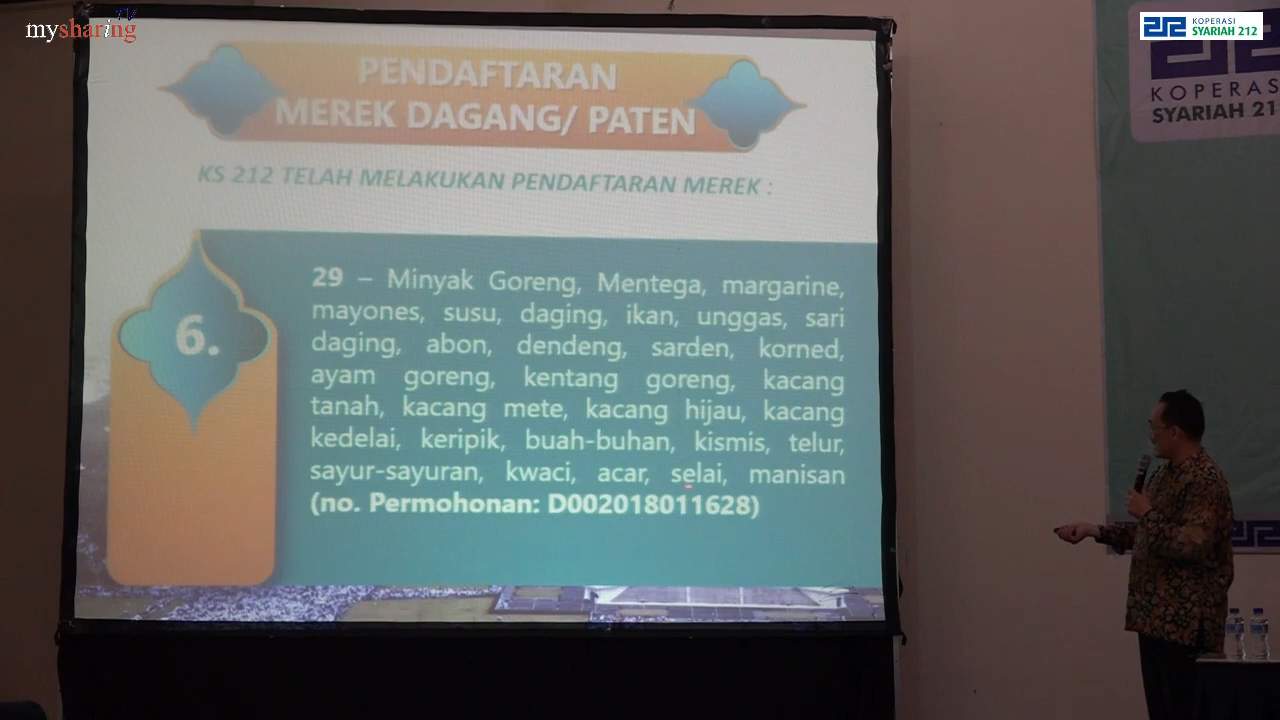 mysharing TV
KOPERASI
SYARIAH 212
KOPERAS
SYARIAH 21
PENDAFTARAN
MEREK DAGANG/ PATEN
KS 212 TELAH MELAKUKAN PENDAFTARAN MEREK :
6.
29 – Minyak Goreng, Mentega, margarine,
mayones, susu, daging, ikan, unggas, sari
daging, abon, dendeng, sarden, korned,
ayam goreng, kentang goreng, kacang
tanah, kacang mete, kacang hijau, kacang
kedelai, keripik, buah-buhan, kismis, telur,
sayur-sayuran, kwaci, acar, selai, manisan
(no. Permohonan: D002018011628)